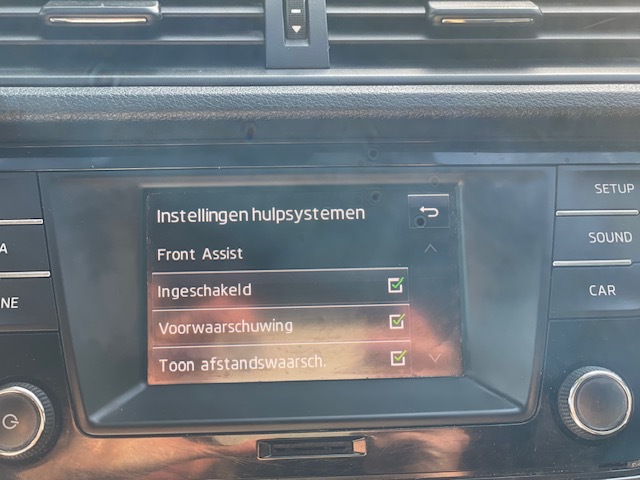 Instellingen hulpsystemen
Front Assist
Ingeschakeld
Voorwaarschuwing
Toon afstandswaarsch.
SETUP
SOUND
CAR